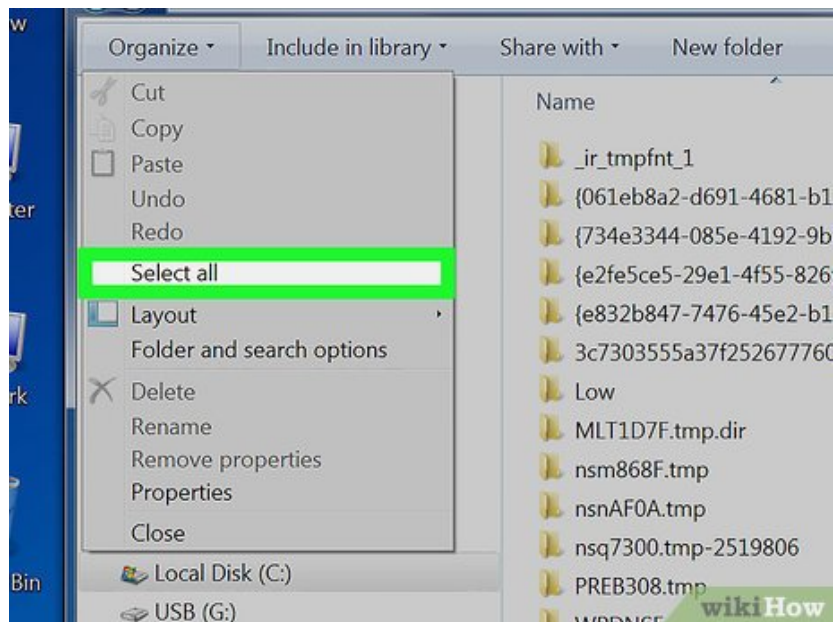 w
Organize
Include in library
Share with
New folder
Cut
Copy
Paste
Undo
Redo
Select all
Layout
Folder and search options
Delete
Rename
Remove properties
Properties
Close
Local Disk (C:)
USB (G:)
ter
rk
Bin
Name
_ir_tmpfnt_1
{061eb8a2-d691-4681-b1
{734e3344-085e-4192-9b
{e2fe5ce5-29e1-4f55-826
{e832b847-7476-45e2-b1
3c7303555a37f252677760
Low
MLT1D7F.tmp.dir
nsm868F.tmp
nsnAF0A.tmp
nsq7300.tmp-2519806
PREB308.tmp
wikiHow